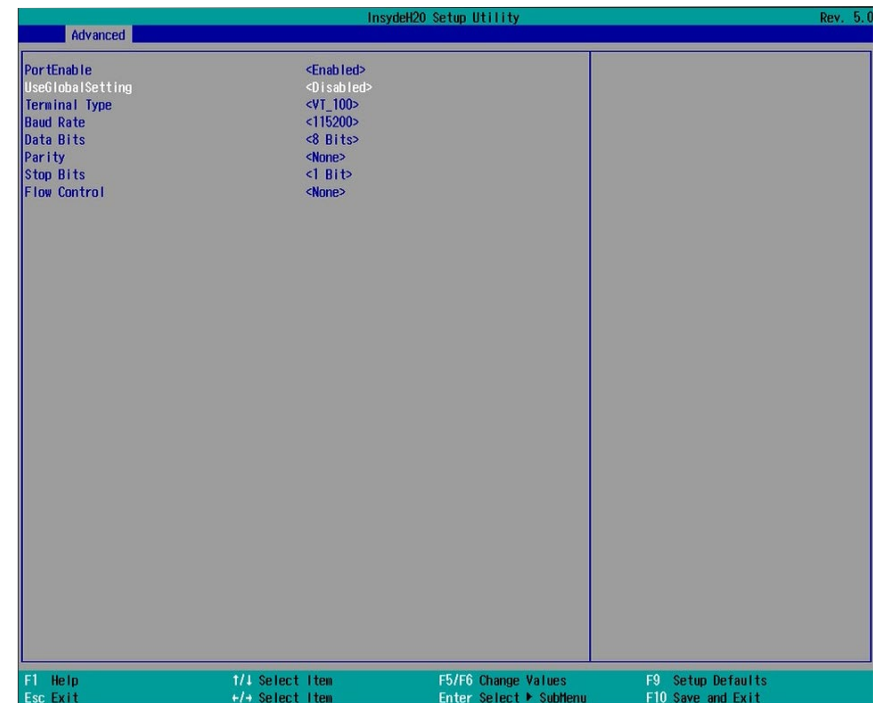 InsydeH20 Setup Utility Rev. 5.0
Advanced
PortEnable <Enabled>
UseGlobalSetting <Disabled>
Terminal Type <VT_100>
Baud Rate <115200>
Data Bits <8 Bits>
Parity <None>
Stop Bits <1 Bit>
Flow Control <None>
F1 Help ↑/↓ Select Item F5/F6 Change Values F9 Setup Defaults
Esc Exit ←/→ Select Item Enter Select ▶ SubMenu F10 Save and Exit